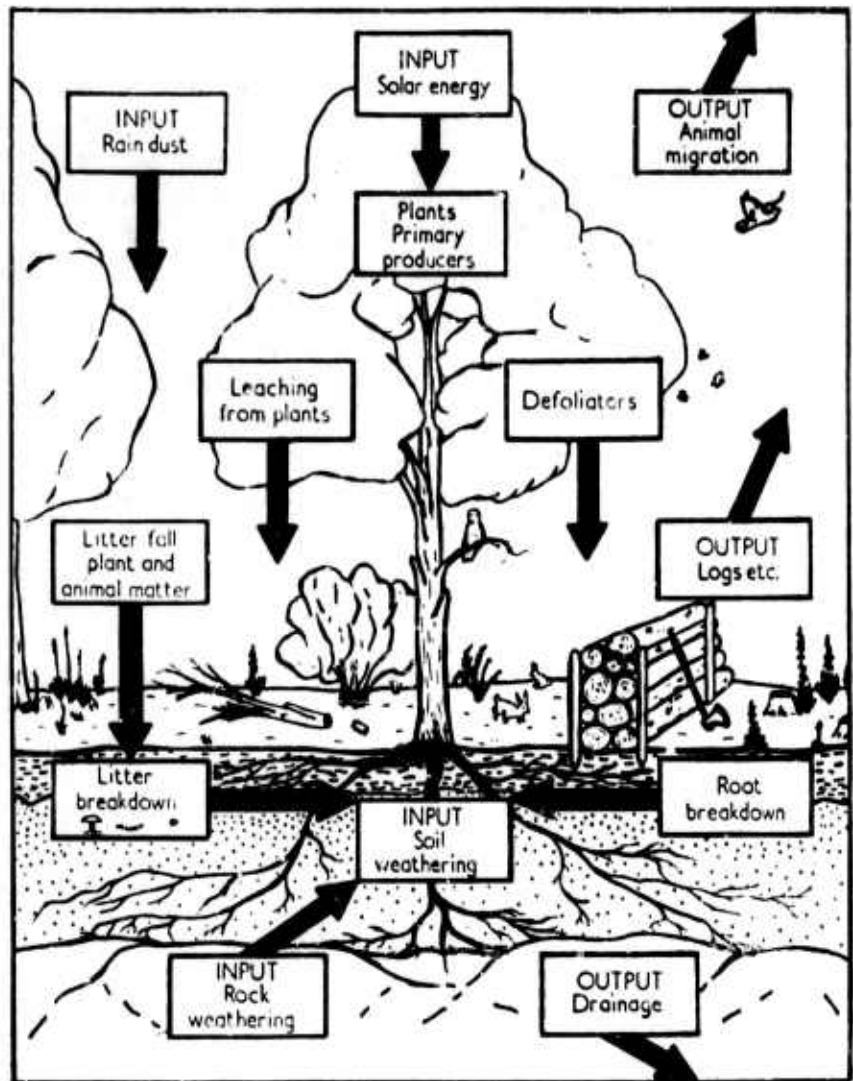 INPUT
Solar energy
INPUT
Rain dust
OUTPUT
Animal
migration
Plants
Primary
producers
Leaching
from plants
Defoliators
Litter fall
plant and
animal matter
OUTPUT
Logs etc.
Litter
breakdown
INPUT
Soil
weathering
Root
breakdown
INPUT
Rock
weathering
OUTPUT
Drainage